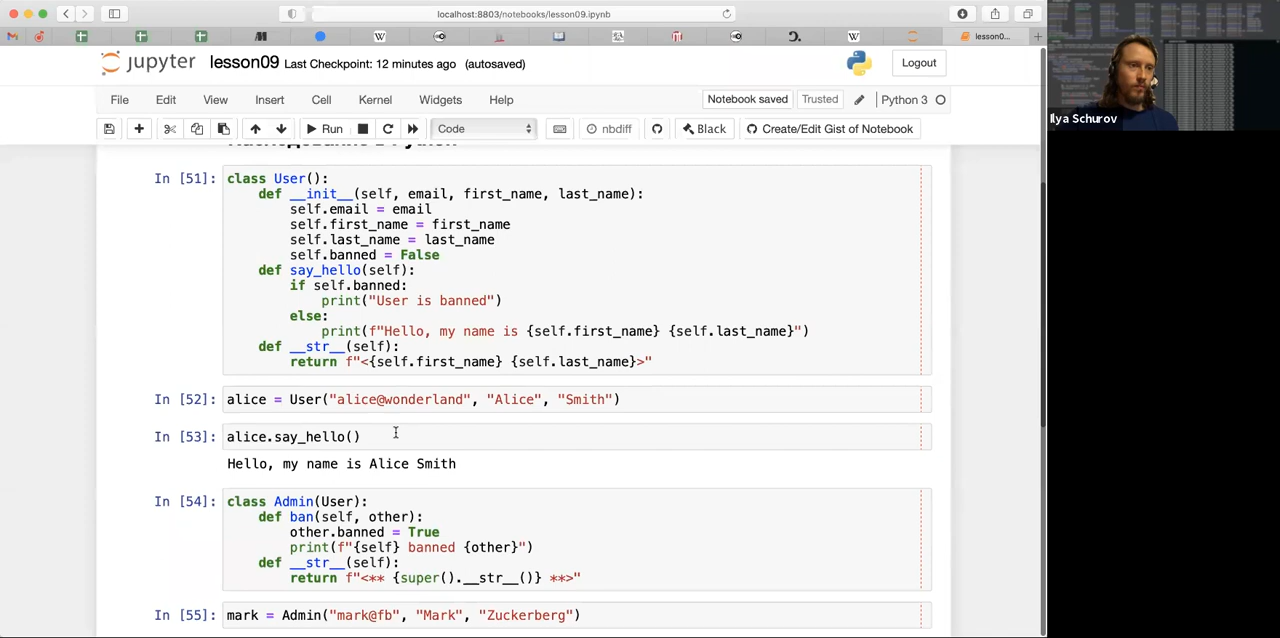 localhost:8803/notebooks/lesson09.ipynb
lesson0...
jupyter lesson09 Last Checkpoint: 12 minutes ago (autosaved)
Logout
File Edit View Insert Cell Kernel Widgets Help
Notebook saved Trusted Python 3
Run Code nbdiff Black Create/Edit Gist of Notebook
Ilya Schurov
In [51]: class User():
def __init__(self, email, first_name, last_name):
self.email = email
self.first_name = first_name
self.last_name = last_name
self.banned = False
def say_hello(self):
if self.banned:
print("User is banned")
else:
print(f"Hello, my name is {self.first_name} {self.last_name}")
def __str__(self):
return f"<{self.first_name} {self.last_name}>"
In [52]: alice = User("alice@wonderland", "Alice", "Smith")
In [53]: alice.say_hello()
Hello, my name is Alice Smith
In [54]: class Admin(User):
def ban(self, other):
other.banned = True
print(f"{self} banned {other}")
def __str__(self):
return f"<** {super().__str__()} **>"
In [55]: mark = Admin("mark@fb", "Mark", "Zuckerberg")